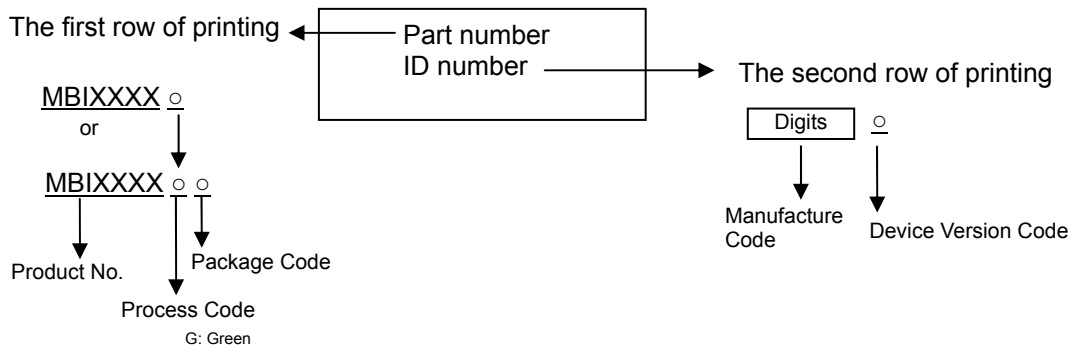 The first row of printing
Part number
ID number
The second row of printing
MBIXXXX ○
or
MBIXXXX ○ ○
Product No.
Package Code
Process Code
G: Green
Digits ○
Manufacture
Code
Device Version Code